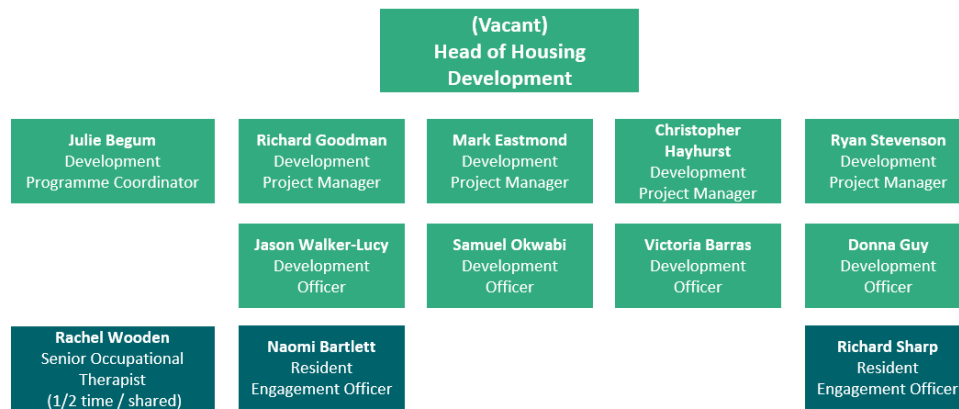 (Vacant)
Head of Housing
Development
Julie Begum
Development
Programme Coordinator
Richard Goodman
Development
Project Manager
Mark Eastmond
Development
Project Manager
Christopher
Hayhurst
Development
Project Manager
Ryan Stevenson
Development
Project Manager
Jason Walker-Lucy
Development
Officer
Samuel Okwabi
Development
Officer
Victoria Barras
Development
Officer
Donna Guy
Development
Officer
Rachel Wooden
Senior Occupational
Therapist
(1/2 time / shared)
Naomi Bartlett
Resident
Engagement Officer
Richard Sharp
Resident
Engagement Officer